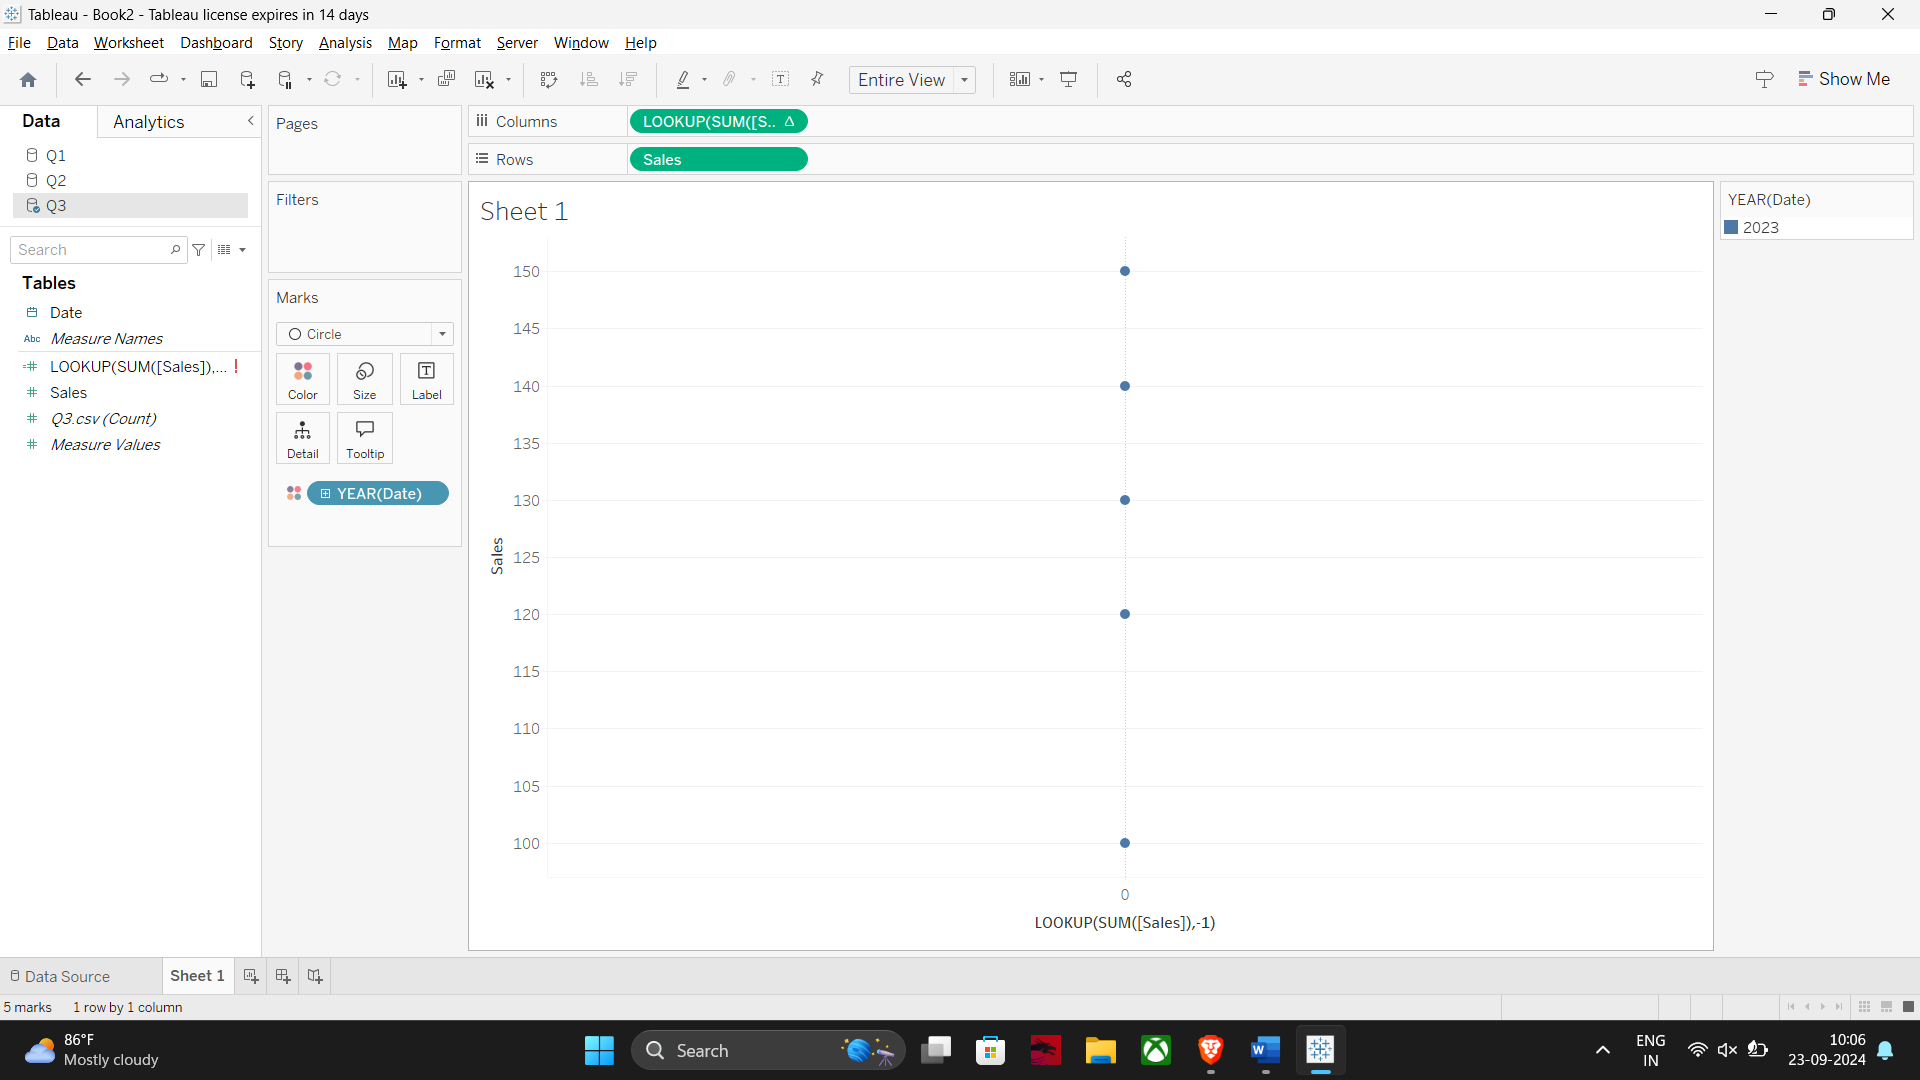 Tableau - Book2 - Tableau license expires in 14 days
File Data Worksheet Dashboard Story Analysis Map Format Server Window Help
Entire View
Show Me
Data
Analytics
Q1
Q2
Q3
Search
Tables
Date
Abc Measure Names
LOOKUP(SUM([Sales]),... !
Sales
Q3.csv (Count)
Measure Values
Pages
Filters
Marks
Circle
Color Size Label
Detail Tooltip
YEAR(Date)
Columns LOOKUP(SUM([S..
Rows Sales
Sheet 1
150
145
140
135
130
125
120
115
110
105
100
Sales
0
LOOKUP(SUM([Sales]),-1)
YEAR(Date)
2023
Data Source Sheet 1
5 marks 1 row by 1 column
86°F
Mostly cloudy
Search
ENG
IN
10:06
23-09-2024